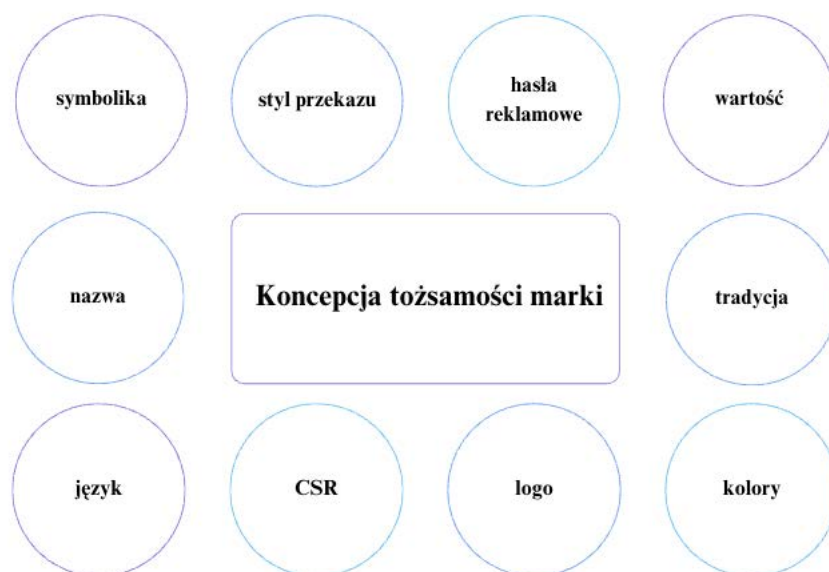 symbolika
styl przekazu
hasła
reklamowe
wartość
nazwa
Koncepcja tożsamości marki
tradycja
język
CSR
logo
kolory